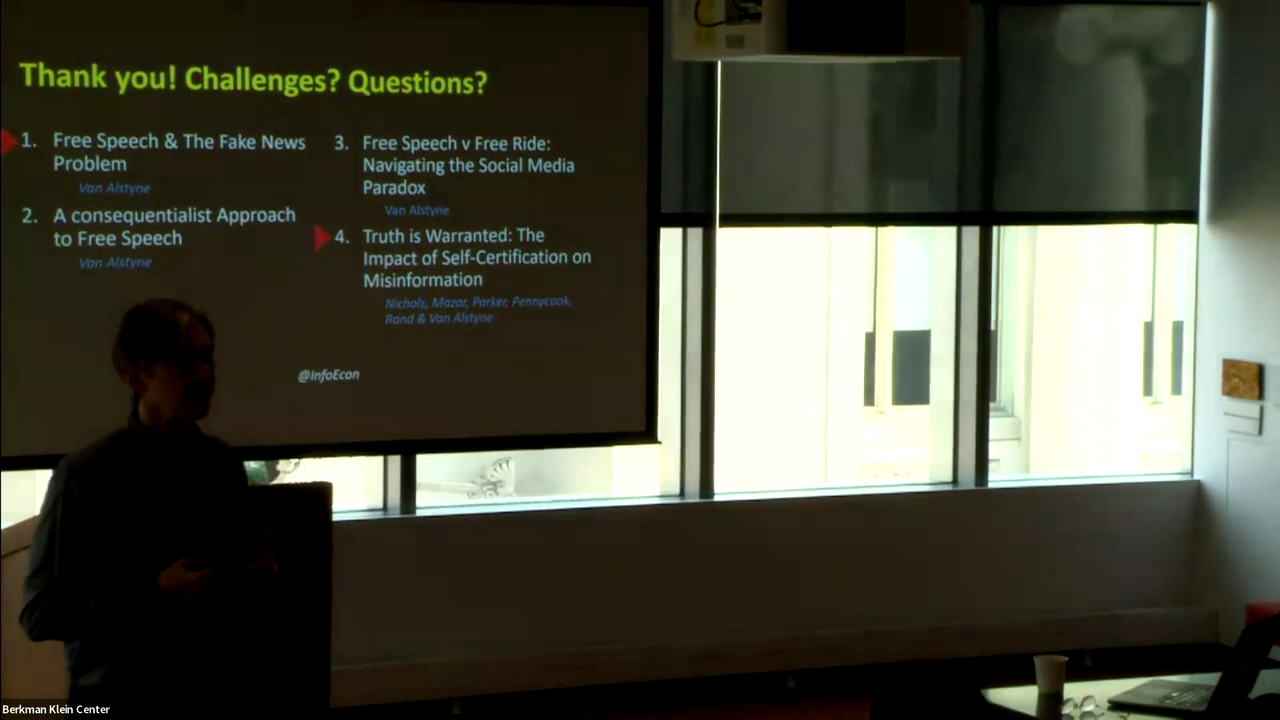 Thank you! Challenges? Questions?
1. Free Speech & The Fake News
Problem
Van Alstyne
2. A consequentialist Approach
to Free Speech
Van Alstyne
3. Free Speech v Free Ride:
Navigating the Social Media
Paradox
Van Alstyne
4. Truth is Warranted: The
Impact of Self-Certification on
Misinformation
Nichols, Mazar, Parker, Pennycook,
Rand & Van Alstyne
@InfoEcon
Berkman Klein Center